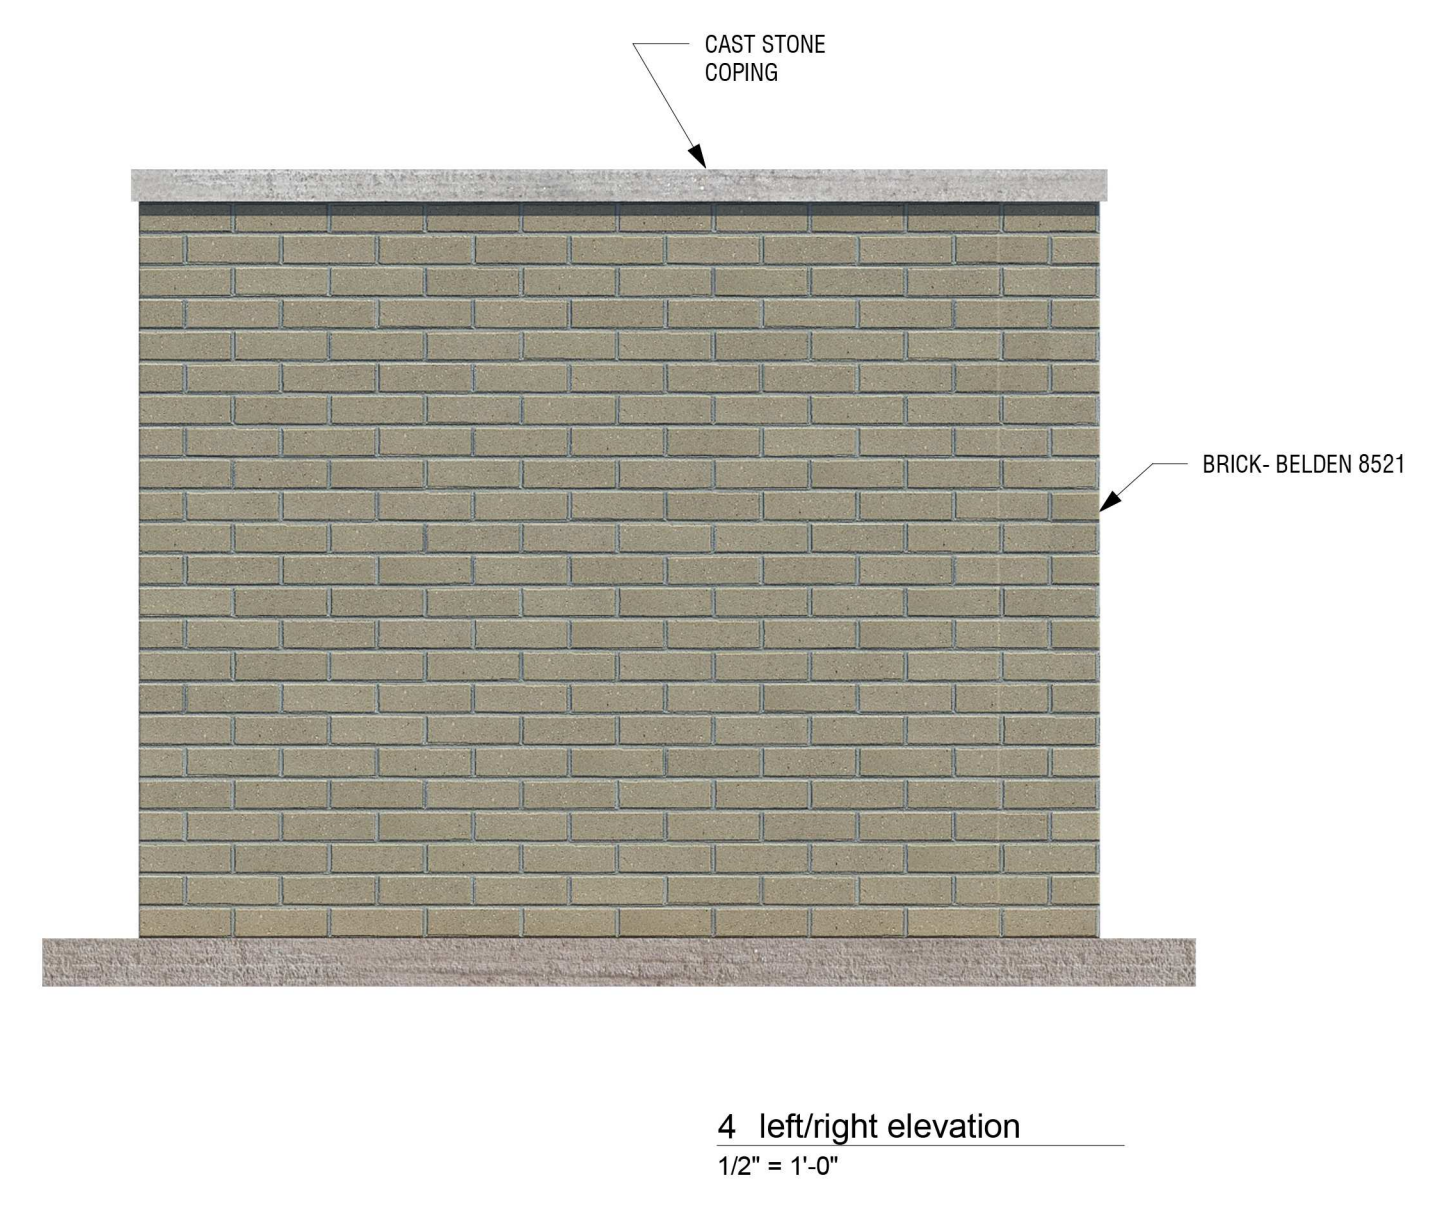 CAST STONE
COPING
BRICK- BELDEN 8521
4 left/right elevation
1/2" = 1'-0"